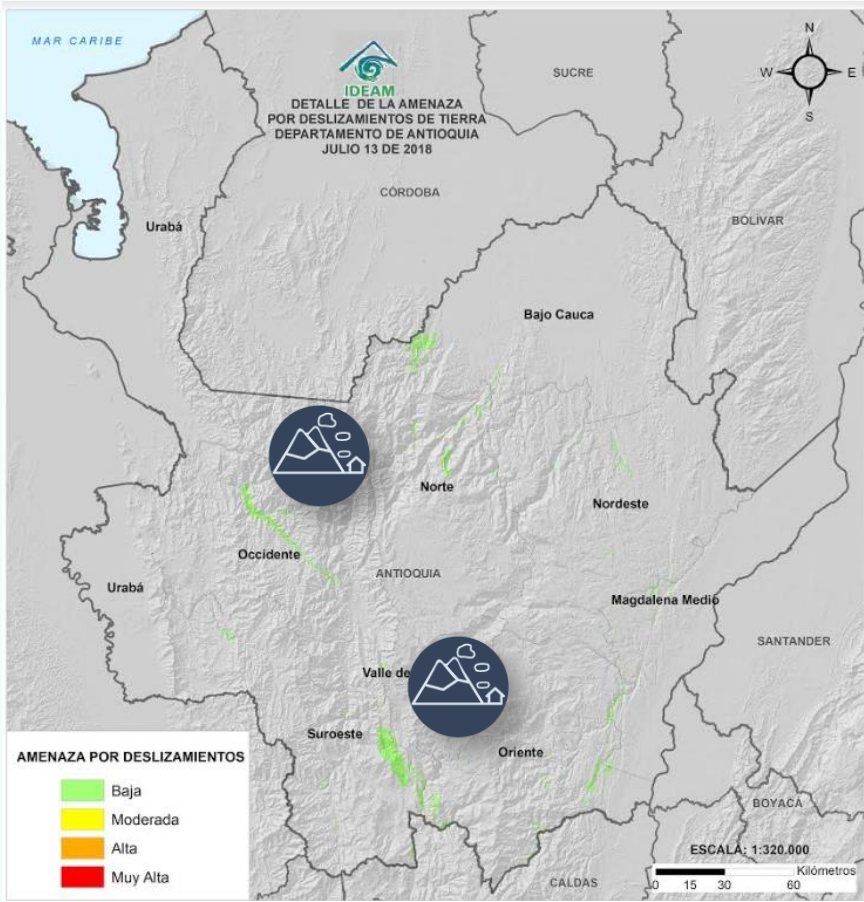 MAR CARIBE
IDEAM
DETALLE DE LA AMENAZA
POR DESLIZAMIENTOS DE TIERRA
DEPARTAMENTO DE ANTIOQUIA
JULIO 13 DE 2018
N
W
E
S
SUCRE
CÓRDOBA
BOLÍVAR
Urabá
Bajo Cauca
Norte
Nordeste
Occidente
ANTIOQUIA
Urabá
Magdalena Medio
SANTANDER
Valle de
Suroeste
Oriente
AMENAZA POR DESLIZAMIENTOS
Baja
Moderada
Alta
Muy Alta
BOYACÁ
CALDAS
ESCALA: 1:320.000
Kilómetros
0 15 30 60